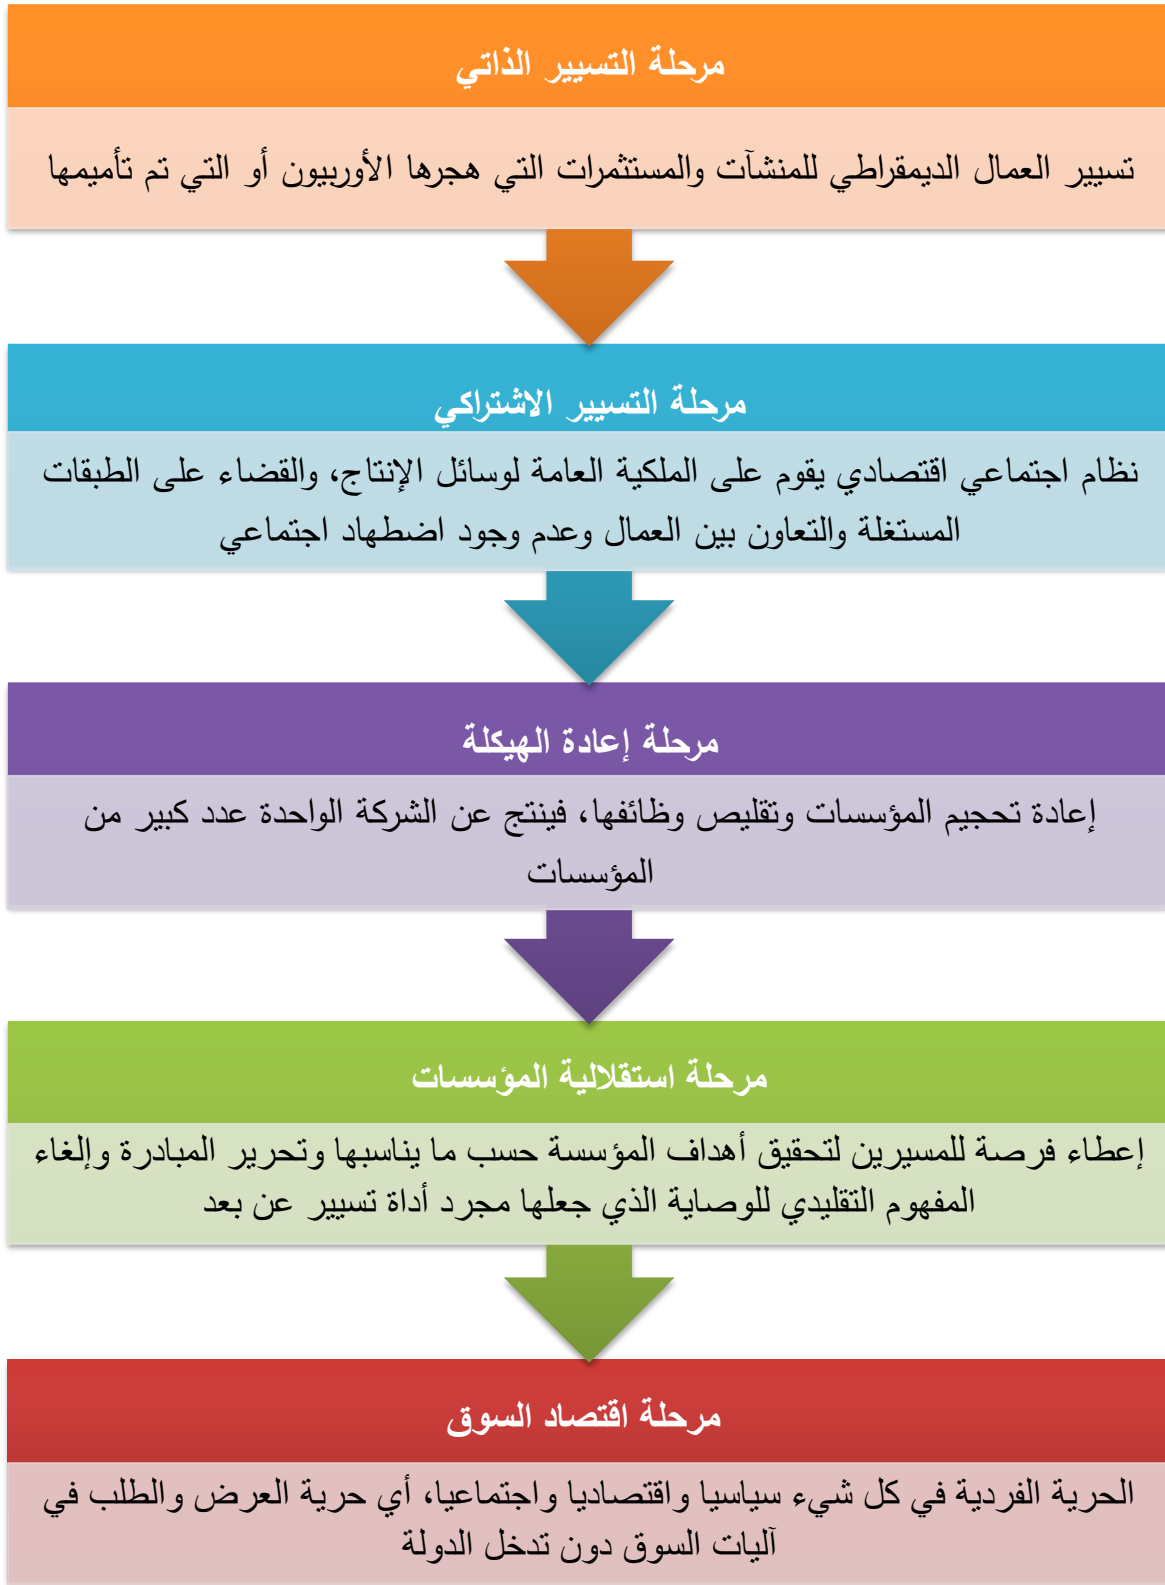 مرحلة التسيير الذاتي
تسيير العمال الديمقراطي للمنشآت والمستثمرات التي هجرها الأوربيون أو التي تم تأميمها
مرحلة التسيير الاشتراكي
نظام اجتماعي اقتصادي يقوم على الملكية العامة لوسائل الإنتاج، والقضاء على الطبقات
المستغلة والتعاون بين العمال وعدم وجود اضطهاد اجتماعي
مرحلة إعادة الهيكلة
إعادة تحجيم المؤسسات وتقليص وظائفها، فينتج عن الشركة الواحدة عدد كبير من
المؤسسات
مرحلة استقلالية المؤسسات
إعطاء فرصة للمسيرين لتحقيق أهداف المؤسسة حسب ما يناسبها وتحرير المبادرة وإلغاء
المفهوم التقليدي للوصاية الذي جعلها مجرد أداة تسيير عن بعد
مرحلة اقتصاد السوق
الحرية الفردية في كل شيء سياسيا واقتصاديا واجتماعيا، أي حرية العرض والطلب في
آليات السوق دون تدخل الدولة